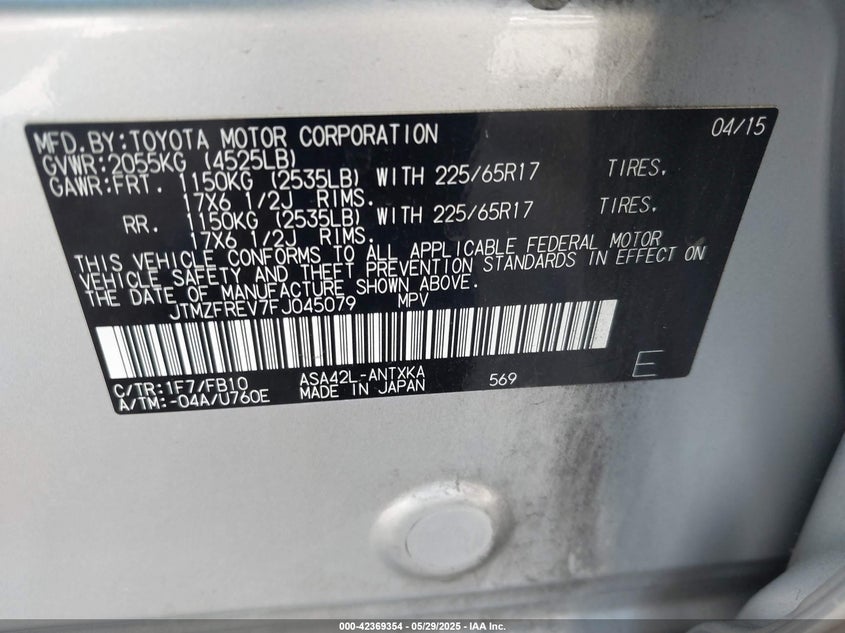 MFD.BY:TOYOTA MOTOR CORPORATION 04/15
GVWR:2055KG (4525LB)
GAWR:FRT. 1150KG (2535LB) WITH 225/65R17 TIRES.
17X6 1/2J RIMS.
RR. 1150KG (2535LB) WITH 225/65R17 TIRES.
17X6 1/2J RIMS.
THIS VEHICLE CONFORMS TO ALL APPLICABLE FEDERAL MOTOR
VEHICLE SAFETY AND THEFT PREVENTION STANDARDS IN EFFECT ON
THE DATE OF MANUFACTURE SHOWN ABOVE.
JTMZFREV7FJ045079 MPV
C/TR:1F7/FB10 ASA42L-ANTXKA 569 E
A/TM:-04A/U760E MADE IN JAPAN
000-42369354 - 05/29/2025 - IAA Inc.